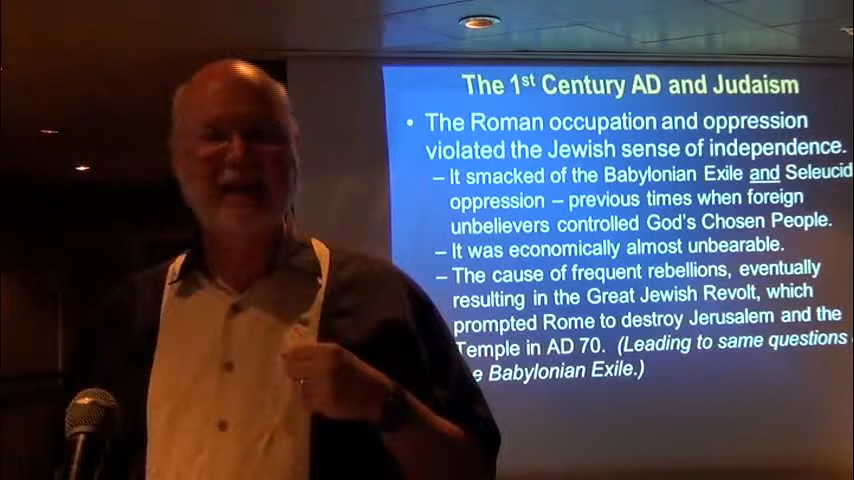 The 1st Century AD and Judaism
• The Roman occupation and oppression
violated the Jewish sense of independence.
– It smacked of the Babylonian Exile and Seleucid
oppression – previous times when foreign
unbelievers controlled God's Chosen People.
– It was economically almost unbearable.
– The cause of frequent rebellions, eventually
resulting in the Great Jewish Revolt, which
prompted Rome to destroy Jerusalem and the
Temple in AD 70. (Leading to same questions
Babylonian Exile.)